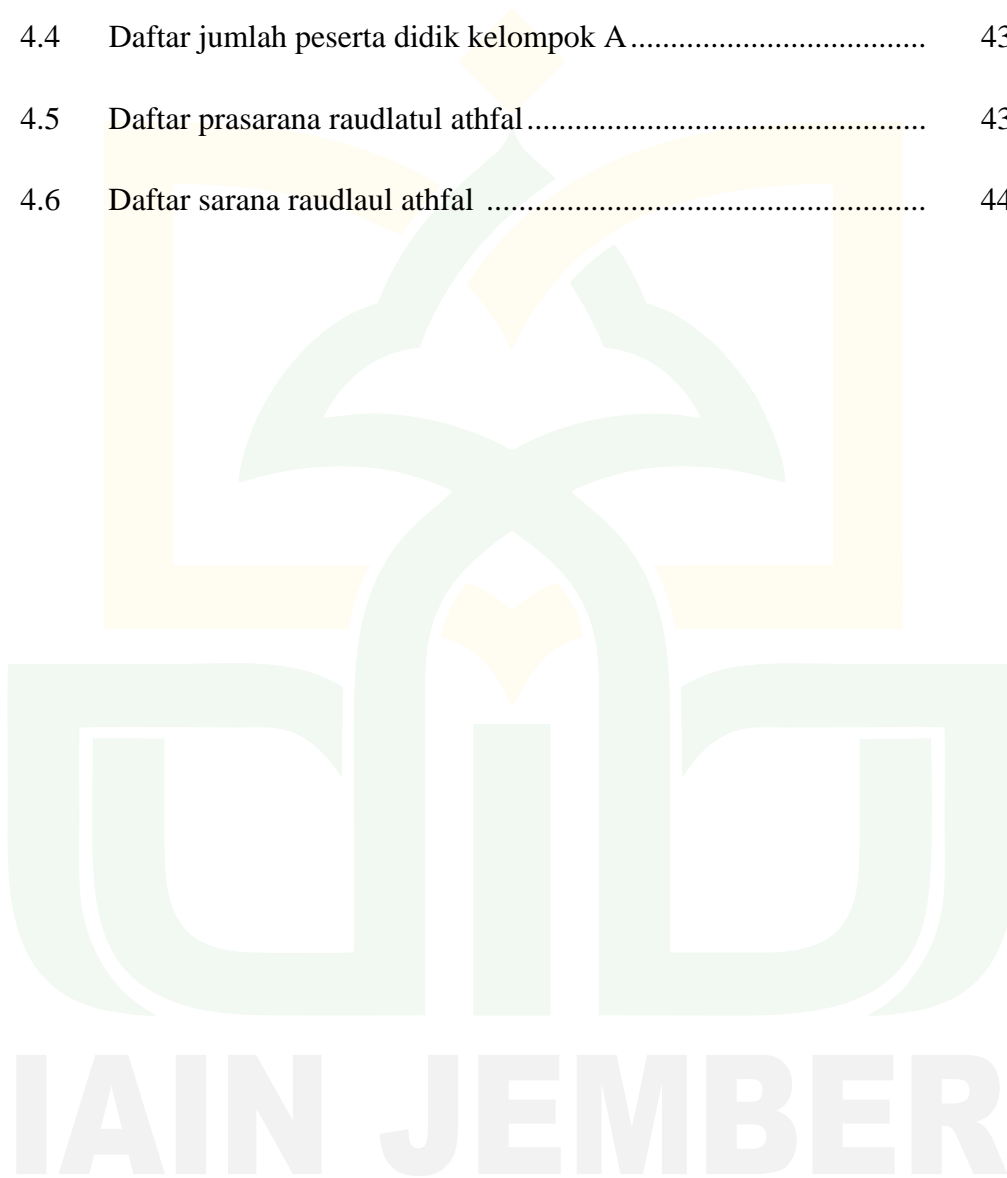 4.4 Daftar jumlah peserta didik kelompok A..................................... 43
4.5 Daftar prasarana raudlatul athfal.................................................. 43
4.6 Daftar sarana raudlaul athfal ....................................................... 44
IAIN JEMBER